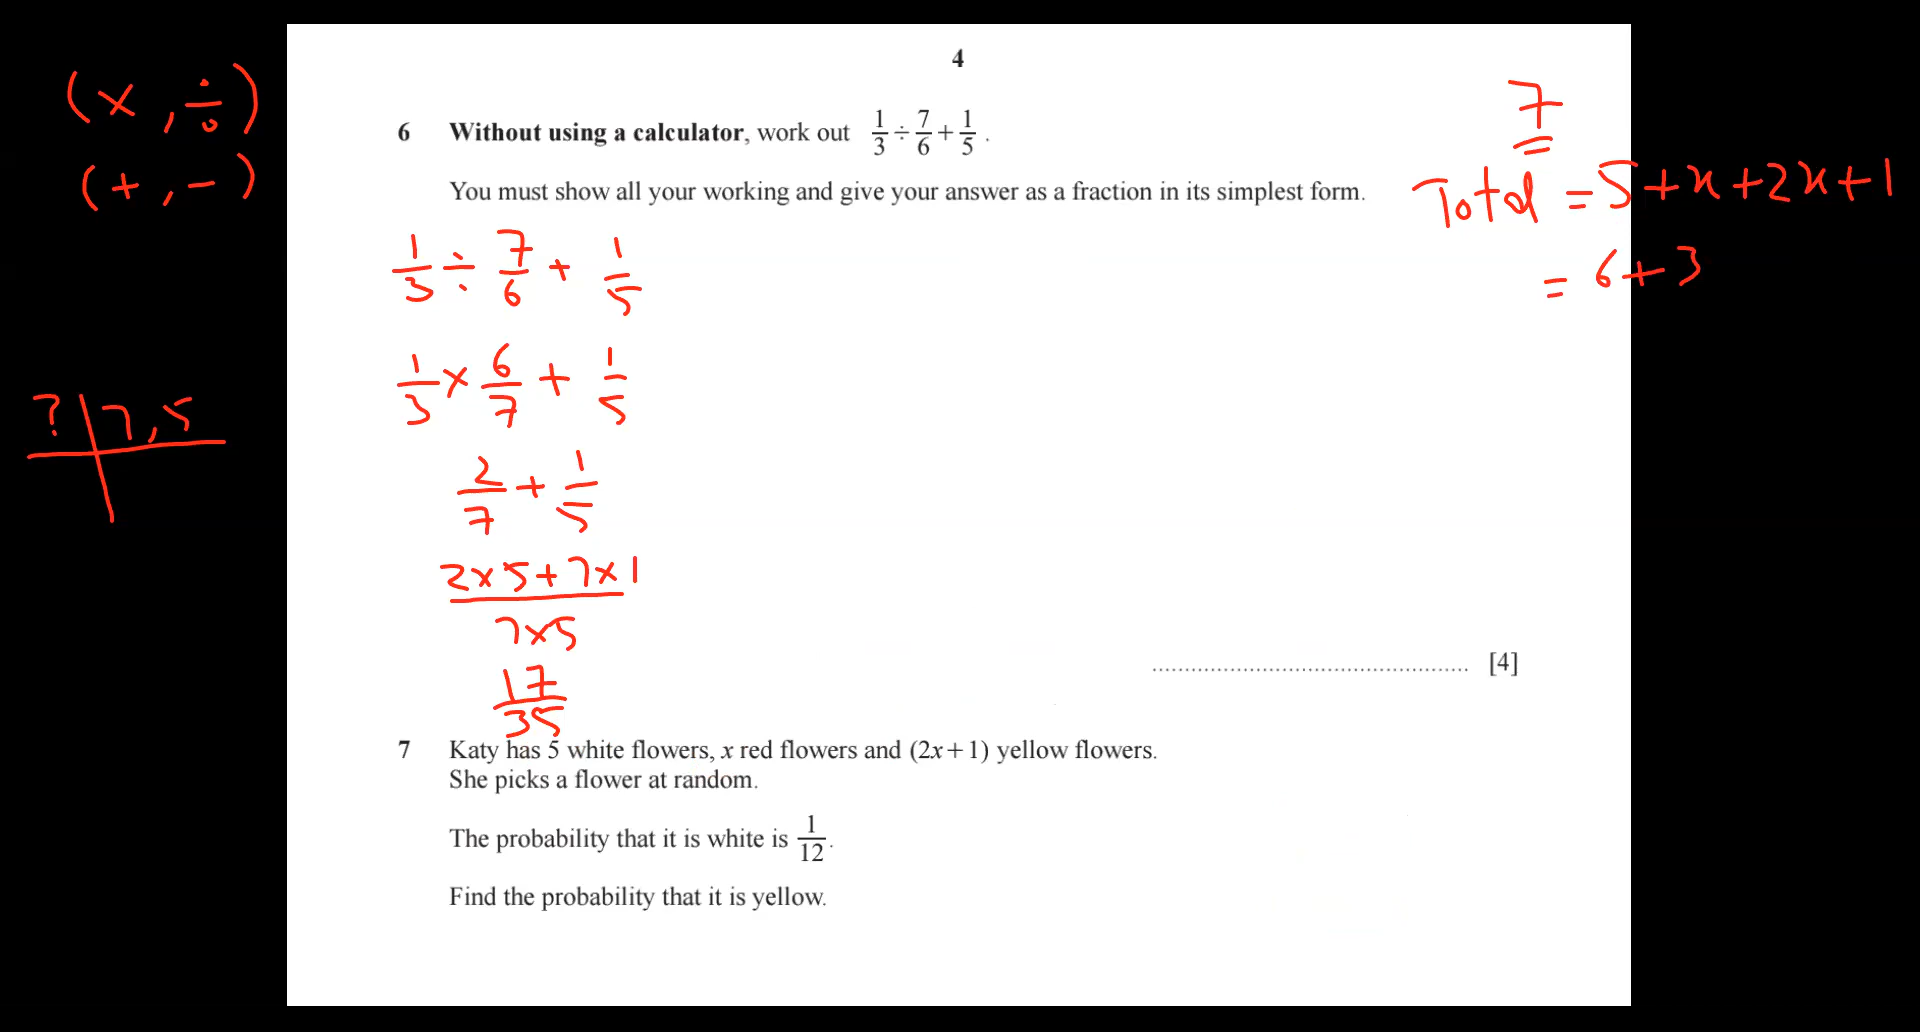 4
(×, ÷)
(+, −)
6 Without using a calculator, work out 1/3 ÷ 7/6 + 1/5 .
You must show all your working and give your answer as a fraction in its simplest form.
7
Total = 5+x+2x+1
= 6+3
1/3 ÷ 7/6 + 1/5
1/3 × 6/7 + 1/5
? 7,5
2/7 + 1/5
2×5+7×1
7×5
17/35
[4]
7 Katy has 5 white flowers, x red flowers and (2x+1) yellow flowers.
She picks a flower at random.
The probability that it is white is 1/12.
Find the probability that it is yellow.